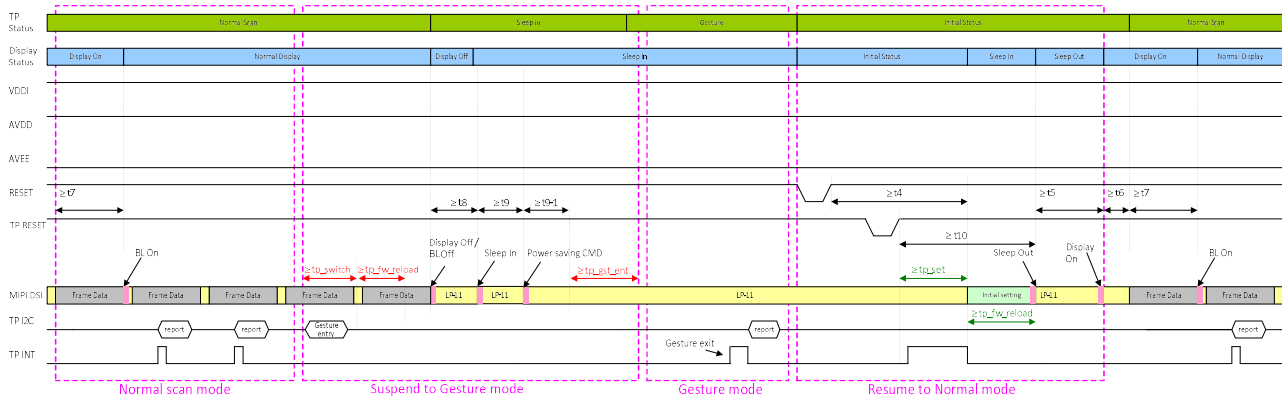 TP Status
Normal Scan
Sleep in
Gesture
Initial Status
Normal Scan
Display Status
Display On
Normal Display
Display Off
Sleep In
Initial Status
Sleep In
Sleep Out
Display On
Normal Display
VDDI
AVDD
AVEE
RESET
≥ t7
≥ t8
≥ t9
≥ t9-1
≥ t4
≥ t5
≥ t6
≥ t7
TP RESET
≥ t10
BL On
Display Off /
BLOff
Sleep In
Power saving CMD
Sleep Out
Display
On
BL On
≥tp_switch
≥tp_fw_reload
≥tp_gst_ent
≥tp_set
MIPI DSI
Frame Data
Frame Data
Frame Data
Frame Data
Frame Data
LP-11
LP-11
LP-11
Initial setting
LP-11
Frame Data
Frame Data
≥tp_fw_reload
TP I2C
report
report
Gesture
entry
report
report
TP INT
Gesture exit
Normal scan mode
Suspend to Gesture mode
Gesture mode
Resume to Normal mode